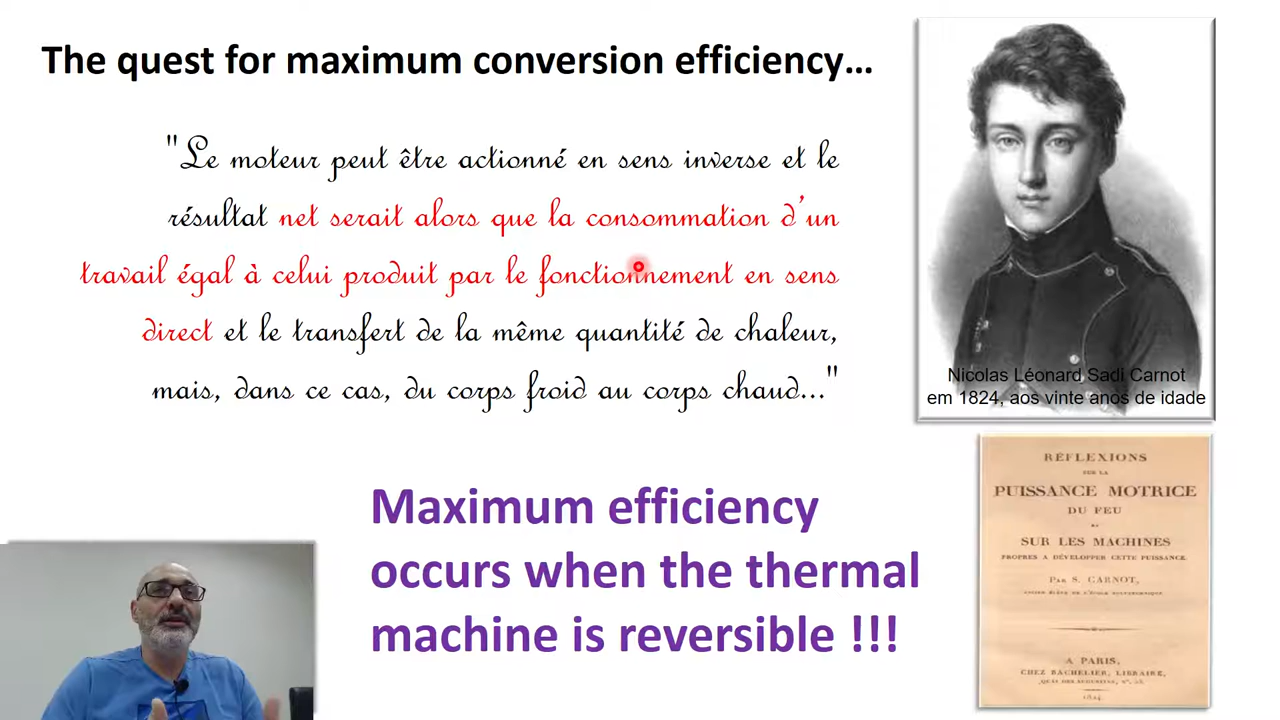 The quest for maximum conversion efficiency...
"Le moteur peut être actionné en sens inverse et le
résultat net serait alors que la consommation d'un
travail égal à celui produit par le fonctionnement en sens
direct et le transfert de la même quantité de chaleur,
mais, dans ce cas, du corps froid au corps chaud..."
Nicolas Léonard Sadi Carnot
em 1824, aos vinte anos de idade
Maximum efficiency
occurs when the thermal
machine is reversible !!!
RÉFLEXIONS
SUR LA
PUISSANCE MOTRICE
DU FEU
SUR LES MACHINES
PROPRES A DÉVELOPPER CETTE PUISSANCE.
PAR S. CARNOT,
A PARIS,
CHEZ BACHELIER, LIBRAIRE,
1824.